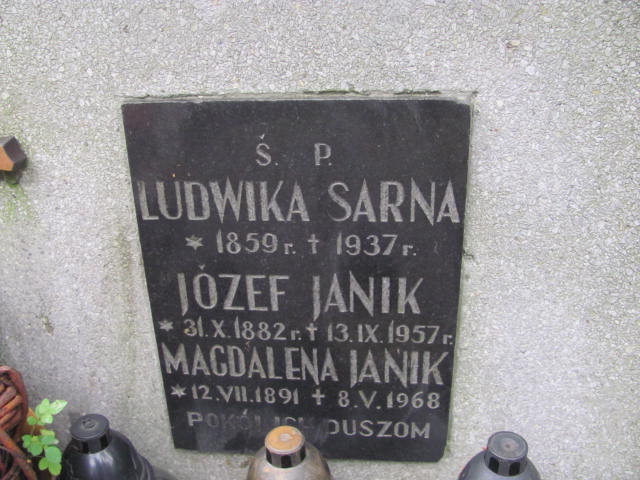 Ś. P.
LUDWIKA SARNA
* 1859 r. † 1937 r.
JÓZEF JANIK
* 31.X.1882 r. † 13.IX.1957 r.
MAGDALENA JANIK
* 12.VII.1891 † 8.V.1968
POKÓJ ICH DUSZOM